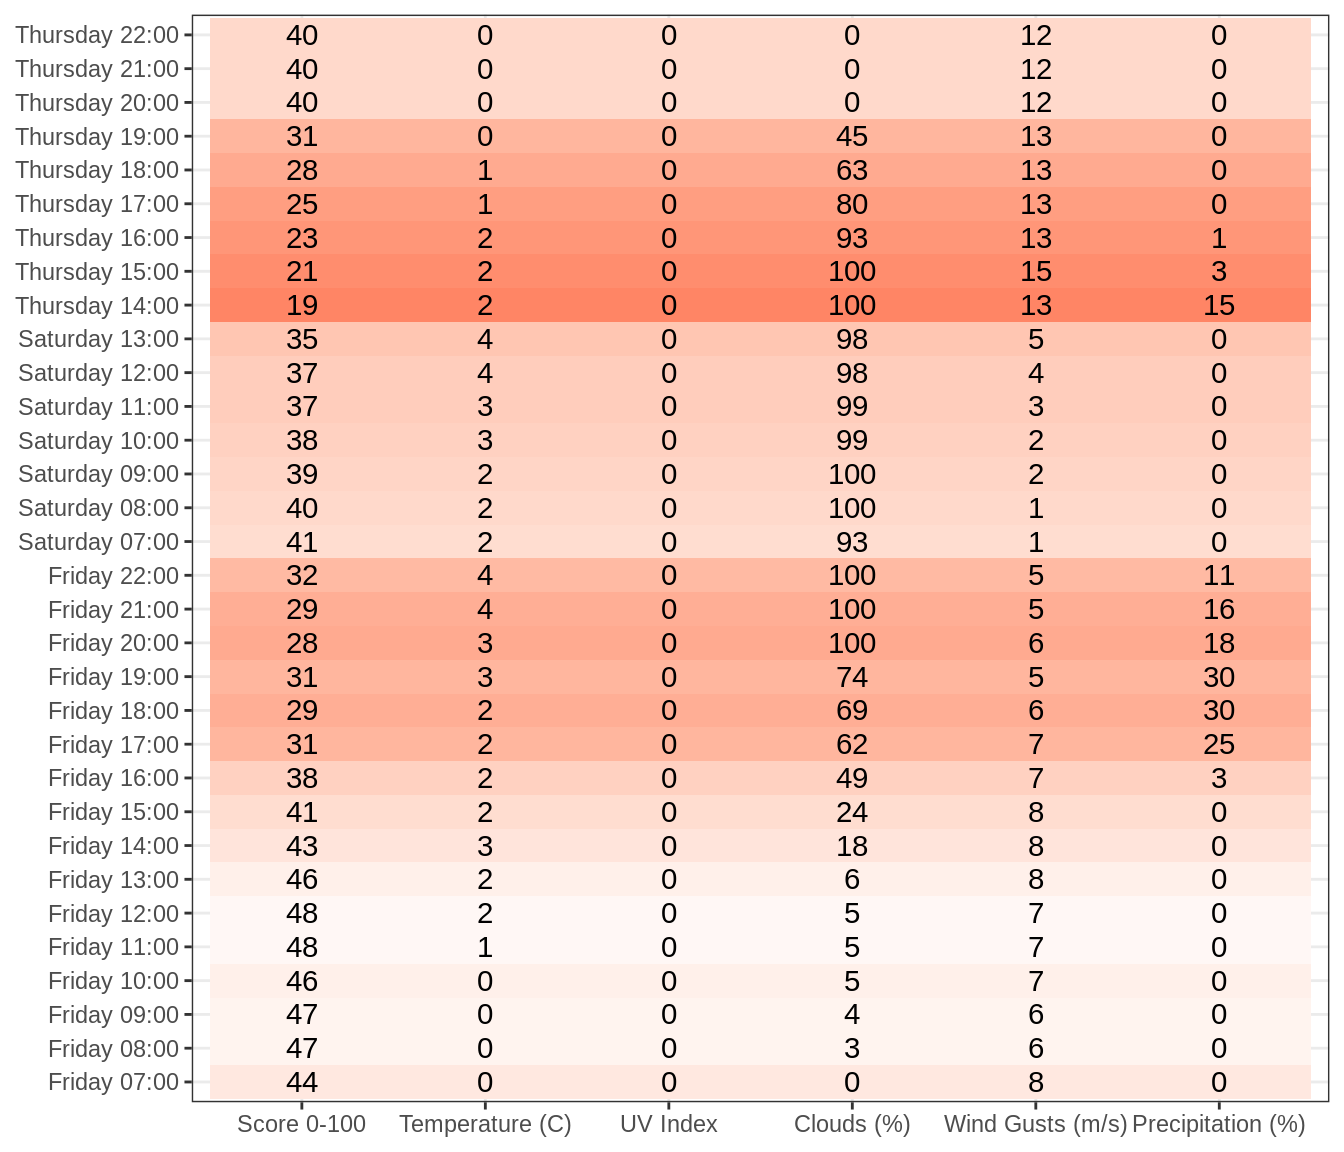 Thursday 22:00 40 0 0 0 12 0
Thursday 21:00 40 0 0 0 12 0
Thursday 20:00 40 0 0 0 12 0
Thursday 19:00 31 0 0 45 13 0
Thursday 18:00 28 1 0 63 13 0
Thursday 17:00 25 1 0 80 13 0
Thursday 16:00 23 2 0 93 13 1
Thursday 15:00 21 2 0 100 15 3
Thursday 14:00 19 2 0 100 13 15
Saturday 13:00 35 4 0 98 5 0
Saturday 12:00 37 4 0 98 4 0
Saturday 11:00 37 3 0 99 3 0
Saturday 10:00 38 3 0 99 2 0
Saturday 09:00 39 2 0 100 2 0
Saturday 08:00 40 2 0 100 1 0
Saturday 07:00 41 2 0 93 1 0
Friday 22:00 32 4 0 100 5 11
Friday 21:00 29 4 0 100 5 16
Friday 20:00 28 3 0 100 6 18
Friday 19:00 31 3 0 74 5 30
Friday 18:00 29 2 0 69 6 30
Friday 17:00 31 2 0 62 7 25
Friday 16:00 38 2 0 49 7 3
Friday 15:00 41 2 0 24 8 0
Friday 14:00 43 3 0 18 8 0
Friday 13:00 46 2 0 6 8 0
Friday 12:00 48 2 0 5 7 0
Friday 11:00 48 1 0 5 7 0
Friday 10:00 46 0 0 5 7 0
Friday 09:00 47 0 0 4 6 0
Friday 08:00 47 0 0 3 6 0
Friday 07:00 44 0 0 0 8 0
Score 0-100 Temperature (C) UV Index Clouds (%) Wind Gusts (m/s) Precipitation (%)